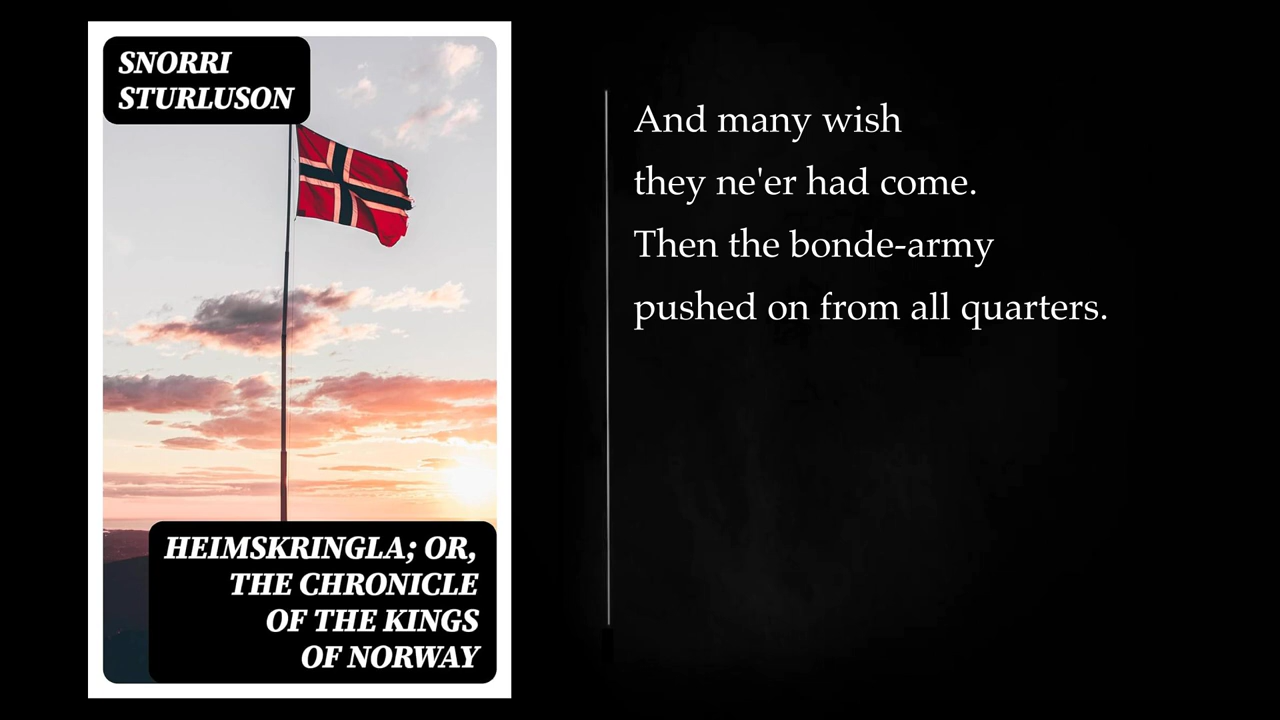 SNORRI
STURLUSON
HEIMSKRINGLA; OR,
THE CHRONICLE
OF THE KINGS
OF NORWAY
And many wish
they ne'er had come.
Then the bonde-army
pushed on from all quarters.